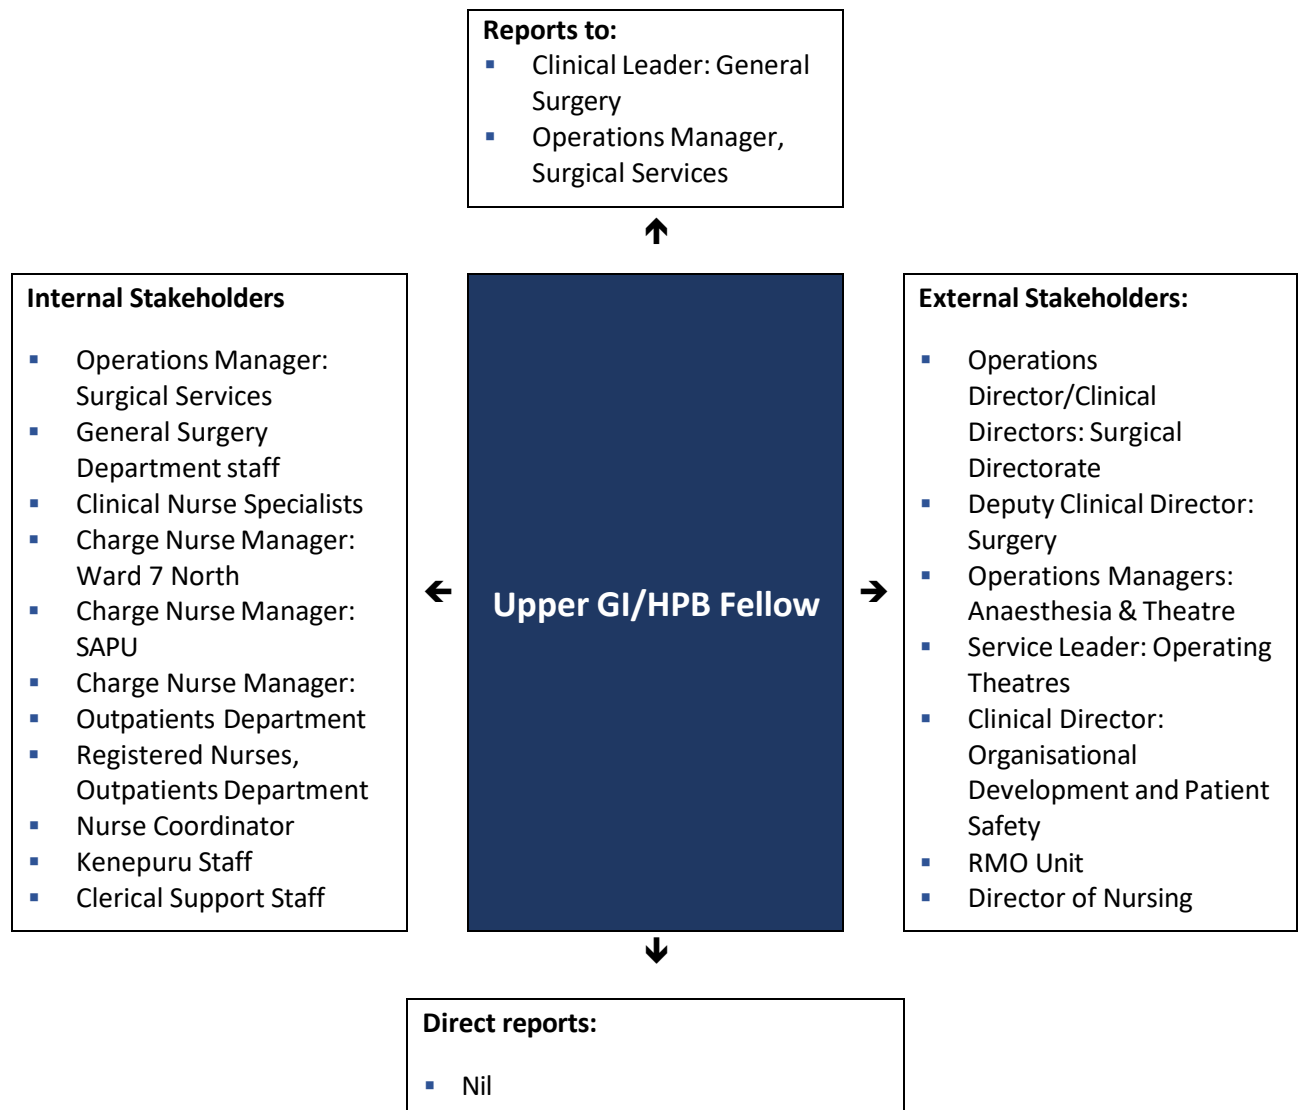 Reports to:
▪ Clinical Leader: General
Surgery
▪ Operations Manager,
Surgical Services
Internal Stakeholders
▪ Operations Manager:
Surgical Services
▪ General Surgery
Department staff
▪ Clinical Nurse Specialists
▪ Charge Nurse Manager:
Ward 7 North
▪ Charge Nurse Manager:
SAPU
▪ Charge Nurse Manager:
▪ Outpatients Department
▪ Registered Nurses,
Outpatients Department
▪ Nurse Coordinator
▪ Kenepuru Staff
▪ Clerical Support Staff
Upper GI/HPB Fellow
External Stakeholders:
▪ Operations
Director/Clinical
Directors: Surgical
Directorate
▪ Deputy Clinical Director:
Surgery
▪ Operations Managers:
Anaesthesia & Theatre
▪ Service Leader: Operating
Theatres
▪ Clinical Director:
Organisational
Development and Patient
Safety
▪ RMO Unit
▪ Director of Nursing
Direct reports:
▪ Nil